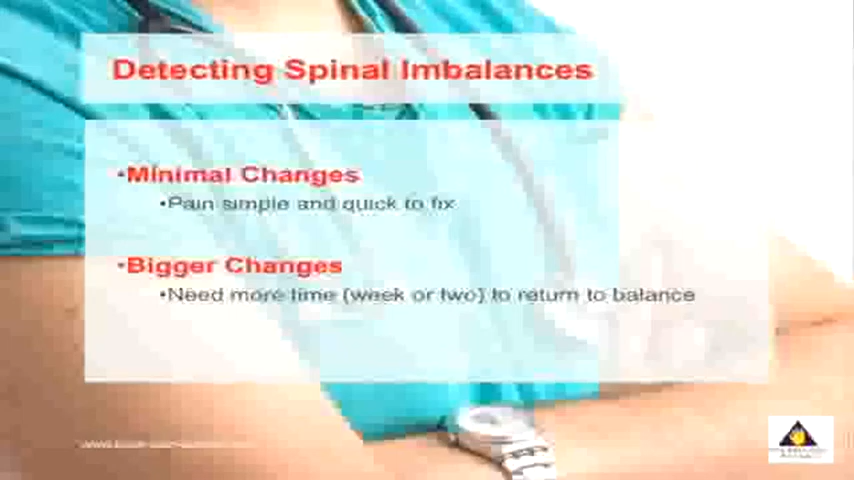 Detecting Spinal Imbalances
•Minimal Changes
•Pain simple and quick to fix
•Bigger Changes
•Need more time (week or two) to return to balance